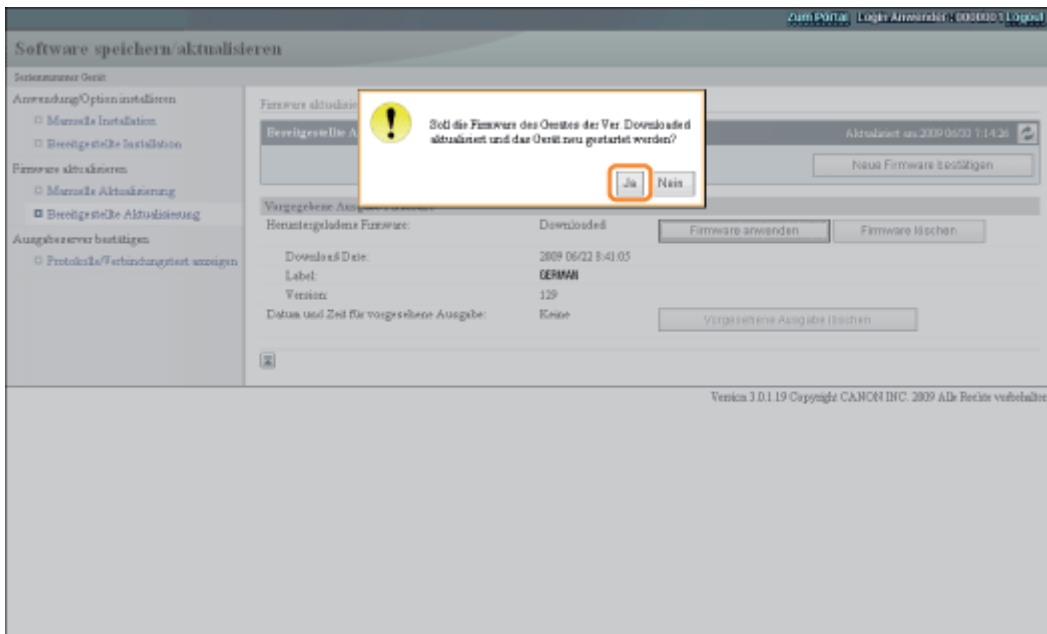 Zum Portal Login Anwender: 0000001 Logout
Software speichern/aktualisieren
Seriennummer Gerät:
Anwendung/Option installieren
Manuelle Installation
Bereitgestellte Installation
Firmware aktualisieren
Manuelle Aktualisierung
Bereitgestellte Aktualisierung
Ausgabeserver bestätigen
Protokolle/Verbindungstest anzeigen
Firmware
Bereitgestellte
Aktualisiert am:2009 06/30 7:14:26
Neue Firmware bestätigen
Soll die Firmware des Gerätes der Ver. Downloaded
aktualisiert und das Gerät neu gestartet werden?
Ja Nein
Vorgegebene
Heruntergeladene Firmware: Downloaded Firmware anwenden Firmware löschen
Download Date: 2009 06/22 8:41:05
Label: GERMAN
Version: 129
Datum und Zeit für vorgesehene Ausgabe: Keine Vorgesehene Ausgabe löschen
Version 3.0.1.19 Copyright CANON INC. 2009 Alle Rechte vorbehalten